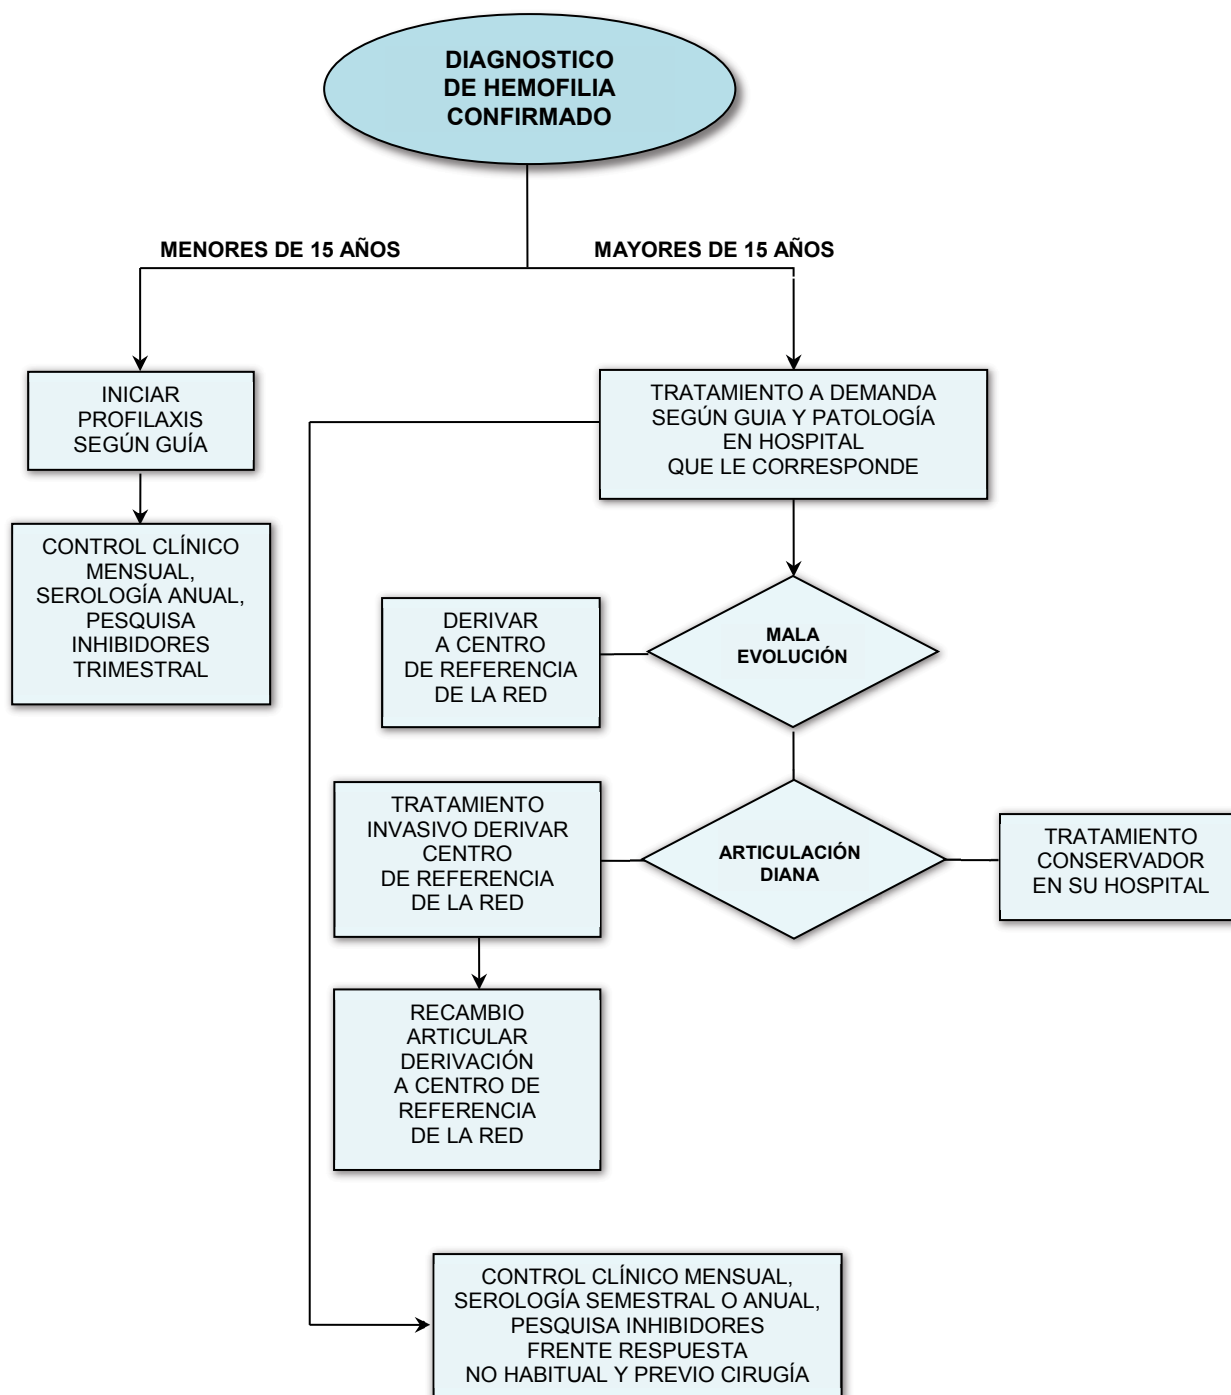 DIAGNOSTICO
DE HEMOFILIA
CONFIRMADO
MENORES DE 15 AÑOS
MAYORES DE 15 AÑOS
INICIAR
PROFILAXIS
SEGÚN GUÍA
TRATAMIENTO A DEMANDA
SEGÚN GUIA Y PATOLOGÍA
EN HOSPITAL
QUE LE CORRESPONDE
CONTROL CLÍNICO
MENSUAL,
SEROLOGÍA ANUAL,
PESQUISA
INHIBIDORES
TRIMESTRAL
DERIVAR
A CENTRO
DE REFERENCIA
DE LA RED
MALA
EVOLUCIÓN
TRATAMIENTO
INVASIVO DERIVAR
CENTRO
DE REFERENCIA
DE LA RED
ARTICULACIÓN
DIANA
TRATAMIENTO
CONSERVADOR
EN SU HOSPITAL
RECAMBIO
ARTICULAR
DERIVACIÓN
A CENTRO DE
REFERENCIA
DE LA RED
CONTROL CLÍNICO MENSUAL,
SEROLOGÍA SEMESTRAL O ANUAL,
PESQUISA INHIBIDORES
FRENTE RESPUESTA
NO HABITUAL Y PREVIO CIRUGÍA